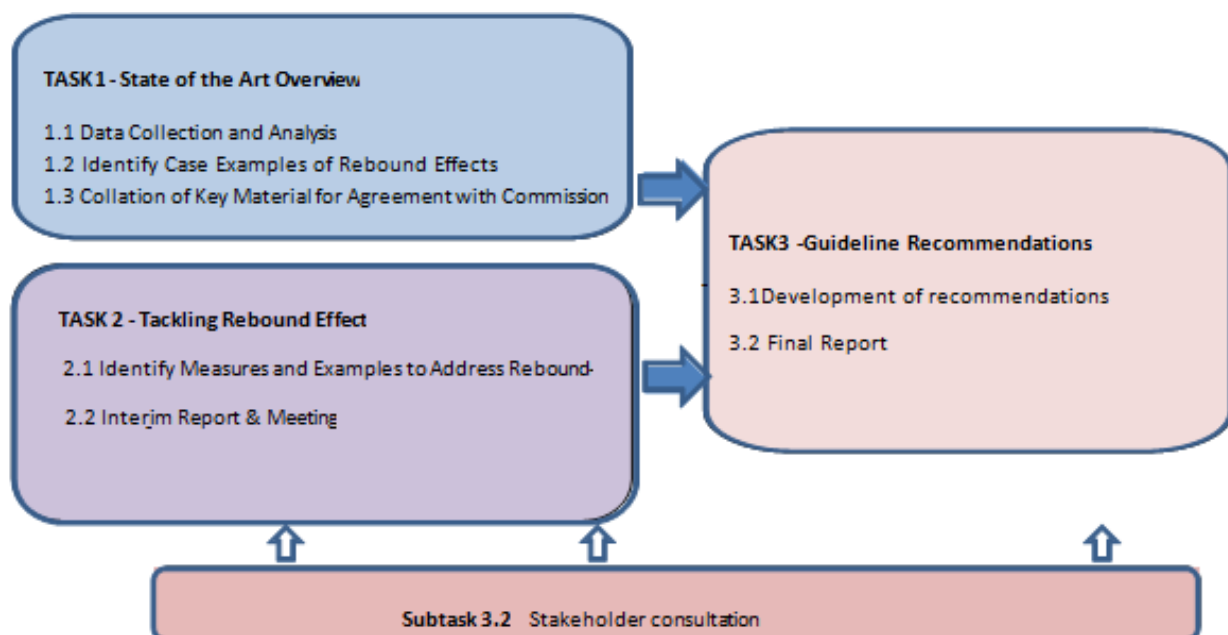 TASK 1 - State of the Art Overview
1.1 Data Collection and Analysis
1.2 Identify Case Examples of Rebound Effects
1.3 Collation of Key Material for Agreement with Commission
TASK 2 - Tackling Rebound Effect
2.1 Identify Measures and Examples to Address Rebound-
2.2 Interim Report & Meeting
TASK3 -Guideline Recommendations
3.1Development of recommendations
3.2 Final Report
Subtask 3.2 Stakeholder consultation